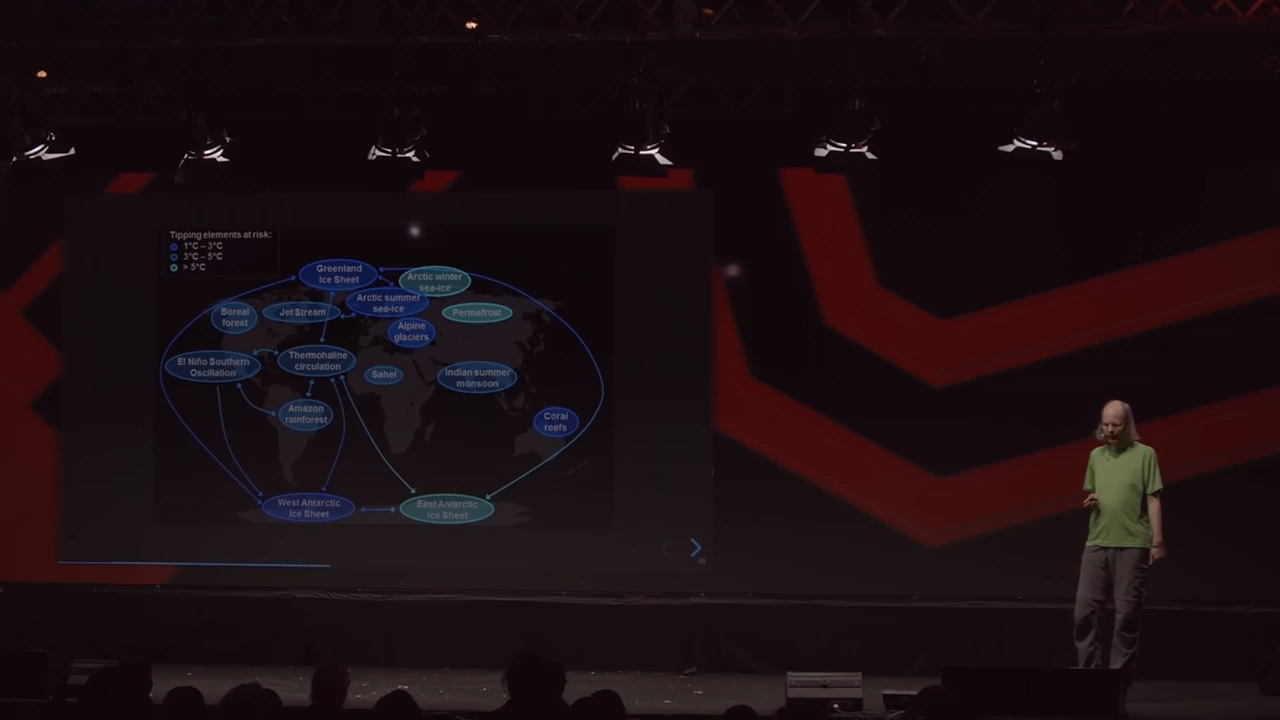 Tipping elements at risk:
1°C – 3°C
3°C – 5°C
> 5°C
Greenland
Ice Sheet
Arctic winter
sea-ice
Arctic summer
sea-ice
Boreal
forest
Jet Stream
Permafrost
Alpine
glaciers
El Niño Southern
Oscillation
Thermohaline
circulation
Sahel
Indian summer
monsoon
Amazon
rainforest
Coral
reefs
West Antarctic
Ice Sheet
East Antarctic
Ice Sheet